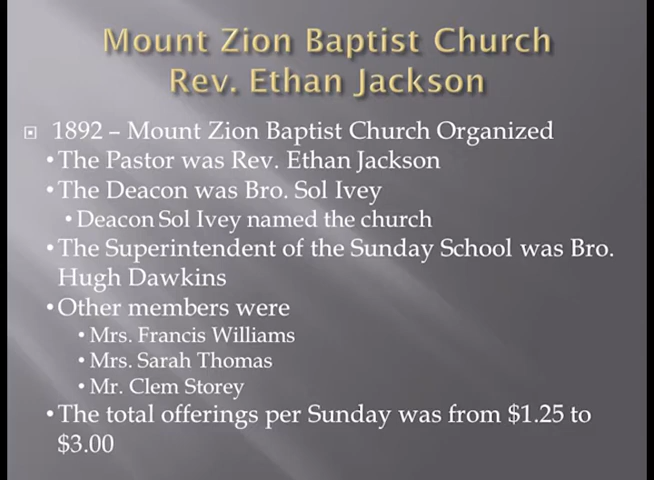 Mount Zion Baptist Church
Rev. Ethan Jackson
1892 – Mount Zion Baptist Church Organized
• The Pastor was Rev. Ethan Jackson
• The Deacon was Bro. Sol Ivey
• Deacon Sol Ivey named the church
• The Superintendent of the Sunday School was Bro.
Hugh Dawkins
• Other members were
• Mrs. Francis Williams
• Mrs. Sarah Thomas
• Mr. Clem Storey
• The total offerings per Sunday was from $1.25 to
$3.00